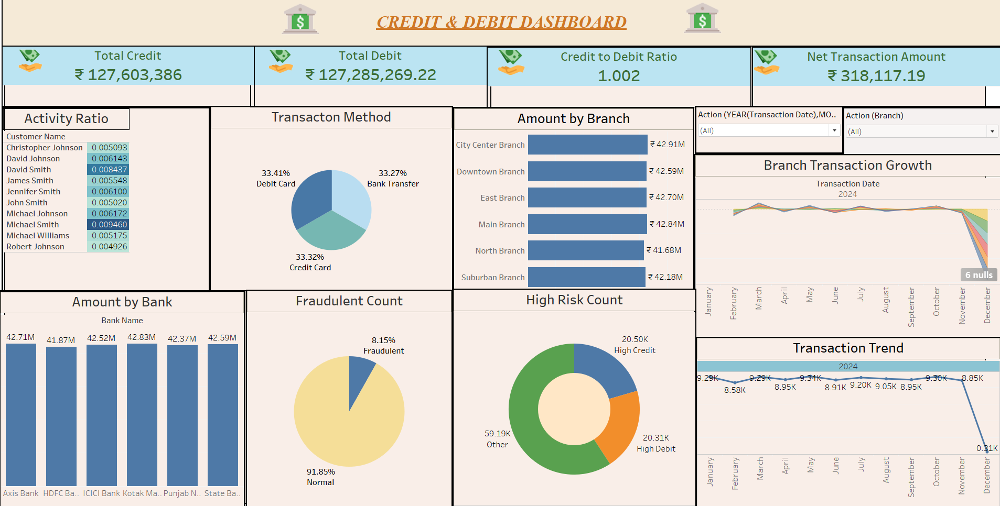 CREDIT & DEBIT DASHBOARD
Total Credit
₹ 127,603,386
Total Debit
₹ 127,285,269.22
Credit to Debit Ratio
1.002
Net Transaction Amount
₹ 318,117.19
Activity Ratio
Customer Name
Christopher Johnson 0.005093
David Johnson 0.006143
David Smith 0.008437
James Smith 0.005548
Jennifer Smith 0.006100
John Smith 0.005020
Michael Johnson 0.006172
Michael Smith 0.009460
Michael Williams 0.005175
Robert Johnson 0.004926
Transacton Method
33.41%
Debit Card
33.27%
Bank Transfer
33.32%
Credit Card
Amount by Branch
City Center Branch ₹ 42.91M
Downtown Branch ₹ 42.59M
East Branch ₹ 42.70M
Main Branch ₹ 42.84M
North Branch ₹ 41.68M
Suburban Branch ₹ 42.18M
Action (YEAR(Transaction Date),MO..
(All)
Action (Branch)
(All)
Branch Transaction Growth
Transaction Date
2024
6 nulls
January
February
March
April
May
June
July
August
September
October
November
December
Amount by Bank
Bank Name
42.71M 41.87M 42.52M 42.83M 42.37M 42.59M
Axis Bank HDFC Ba.. ICICI Bank Kotak Ma.. Punjab N.. State Ba..
Fraudulent Count
8.15%
Fraudulent
91.85%
Normal
High Risk Count
20.50K
High Credit
59.19K
Other
20.31K
High Debit
Transaction Trend
2024
9.29K 8.58K 9.29K 8.95K 9.34K 8.91K 9.20K 9.05K 8.95K 9.30K 8.85K 0.31K
January
February
March
April
May
June
July
August
September
October
November
December
$
$